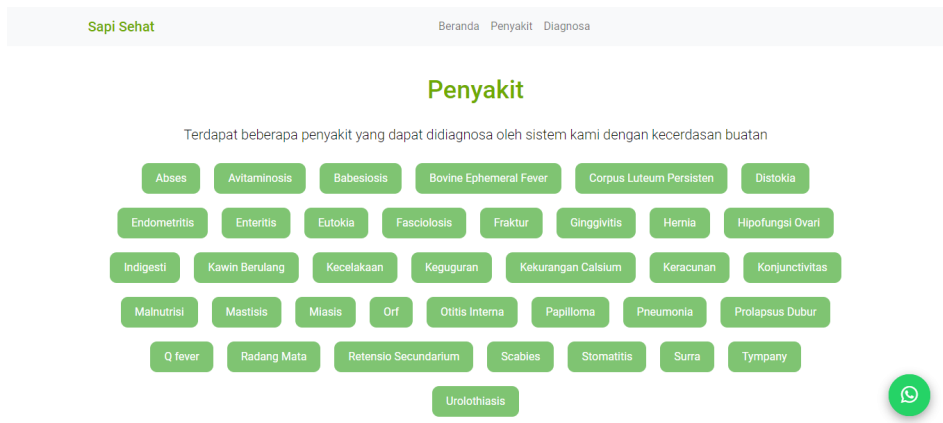 Sapi Sehat Beranda Penyakit Diagnosa
Penyakit
Terdapat beberapa penyakit yang dapat didiagnosa oleh sistem kami dengan kecerdasan buatan
Abses Avitaminosis Babesiosis Bovine Ephemeral Fever Corpus Luteum Persisten Distokia
Endometritis Enteritis Eutokia Fasciolosis Fraktur Ginggivitis Hernia Hipofungsi Ovari
Indigesti Kawin Berulang Kecelakaan Keguguran Kekurangan Calsium Keracunan Konjunctivitas
Malnutrisi Mastisis Miasis Orf Otitis Interna Papilloma Pneumonia Prolapsus Dubur
Q fever Radang Mata Retensio Secundarium Scabies Stomatitis Surra Tympany
Urolothiasis